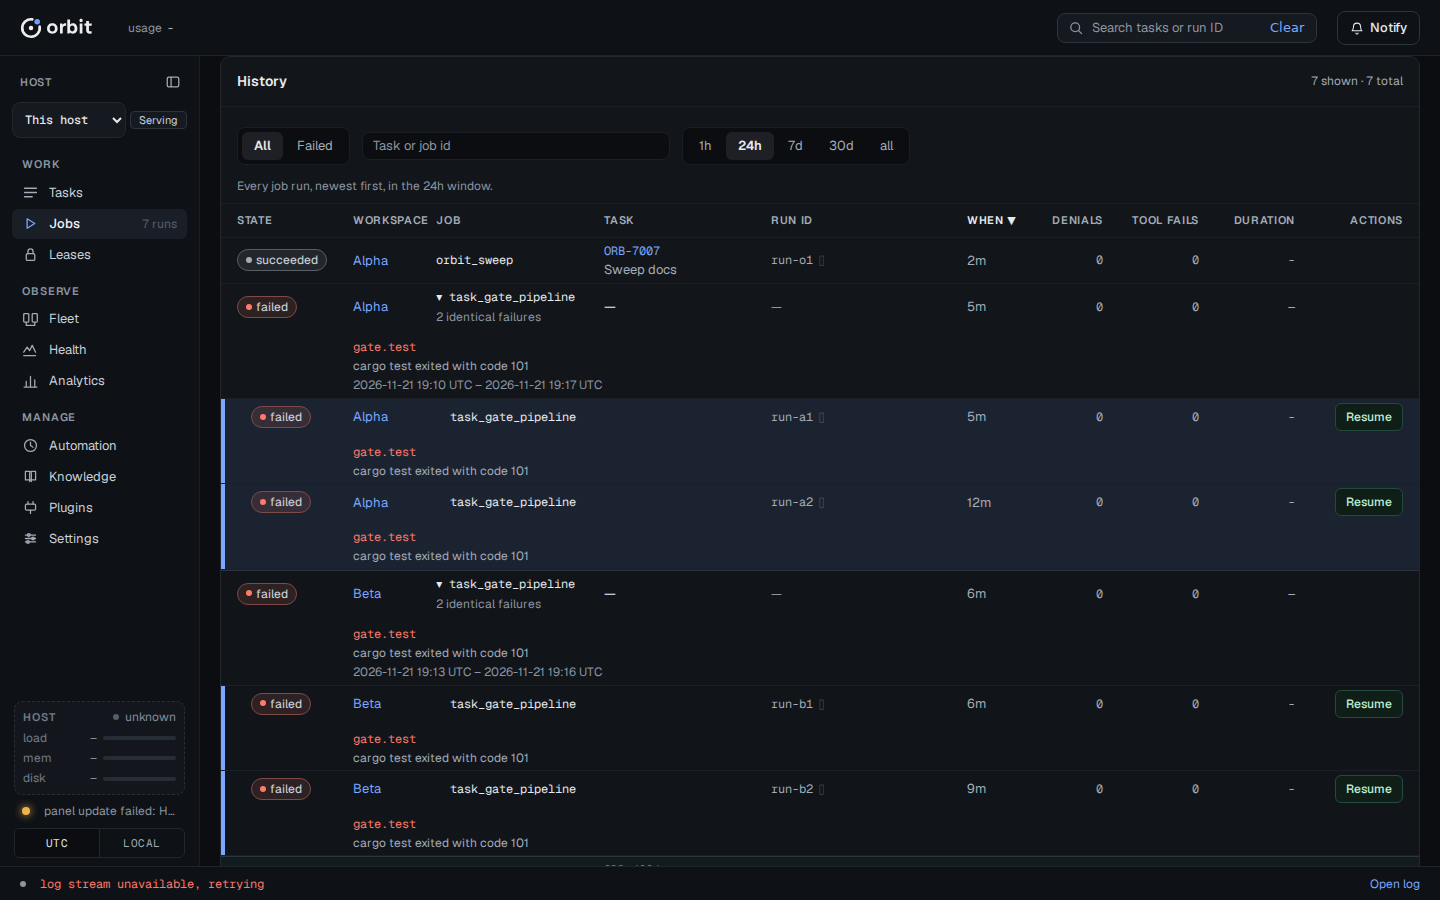 orbit
usage -
Search tasks or run ID
Clear
Notify
HOST
This host
Serving
WORK
Tasks
Jobs
7 runs
Leases
OBSERVE
Fleet
Health
Analytics
MANAGE
Automation
Knowledge
Plugins
Settings
HOST
unknown
load –
mem –
disk –
panel update failed: H…
UTC
LOCAL
History
7 shown · 7 total
All
Failed
Task or job id
1h
24h
7d
30d
all
Every job run, newest first, in the 24h window.
STATE WORKSPACE JOB TASK RUN ID WHEN ▼ DENIALS TOOL FAILS DURATION ACTIONS
succeeded Alpha orbit_sweep ORB-7007 run-o1 2m 0 0 -
Sweep docs
failed Alpha ▾ task_gate_pipeline — — 5m 0 0 —
2 identical failures
gate.test
cargo test exited with code 101
2026-11-21 19:10 UTC – 2026-11-21 19:17 UTC
failed Alpha task_gate_pipeline run-a1 5m 0 0 - Resume
gate.test
cargo test exited with code 101
failed Alpha task_gate_pipeline run-a2 12m 0 0 - Resume
gate.test
cargo test exited with code 101
failed Beta ▾ task_gate_pipeline — — 6m 0 0 —
2 identical failures
gate.test
cargo test exited with code 101
2026-11-21 19:13 UTC – 2026-11-21 19:16 UTC
failed Beta task_gate_pipeline run-b1 6m 0 0 - Resume
gate.test
cargo test exited with code 101
failed Beta task_gate_pipeline run-b2 9m 0 0 - Resume
gate.test
cargo test exited with code 101
log stream unavailable, retrying
Open log